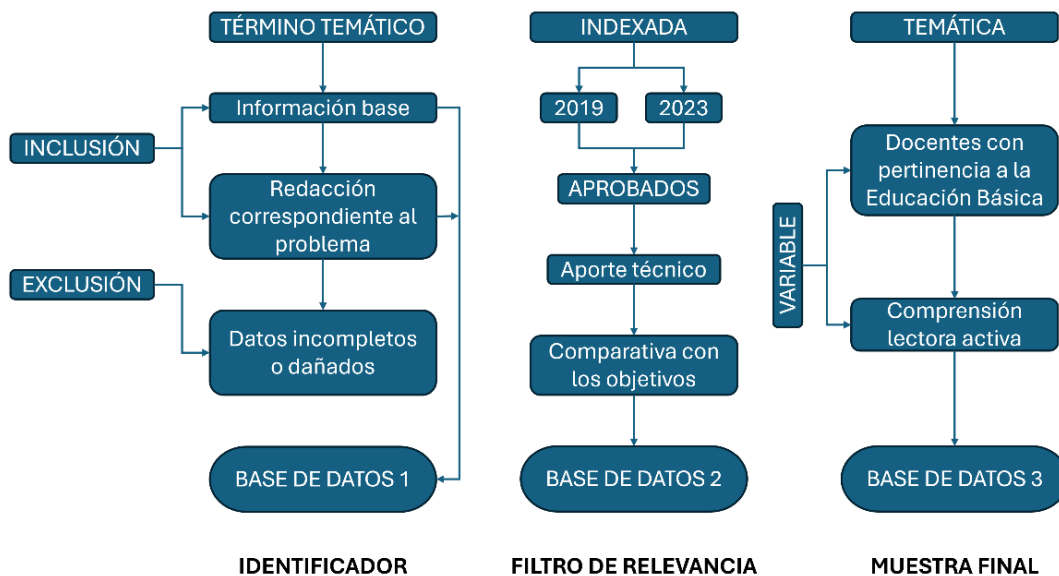 TÉRMINO TEMÁTICO
Información base
INCLUSIÓN
Redacción
correspondiente al
problema
EXCLUSIÓN
Datos incompletos
o dañados
BASE DE DATOS 1
IDENTIFICADOR
INDEXADA
2019
2023
APROBADOS
Aporte técnico
Comparativa con
los objetivos
BASE DE DATOS 2
FILTRO DE RELEVANCIA
TEMÁTICA
Docentes con
pertinencia a la
Educación Básica
VARIABLE
Comprensión
lectora activa
BASE DE DATOS 3
MUESTRA FINAL